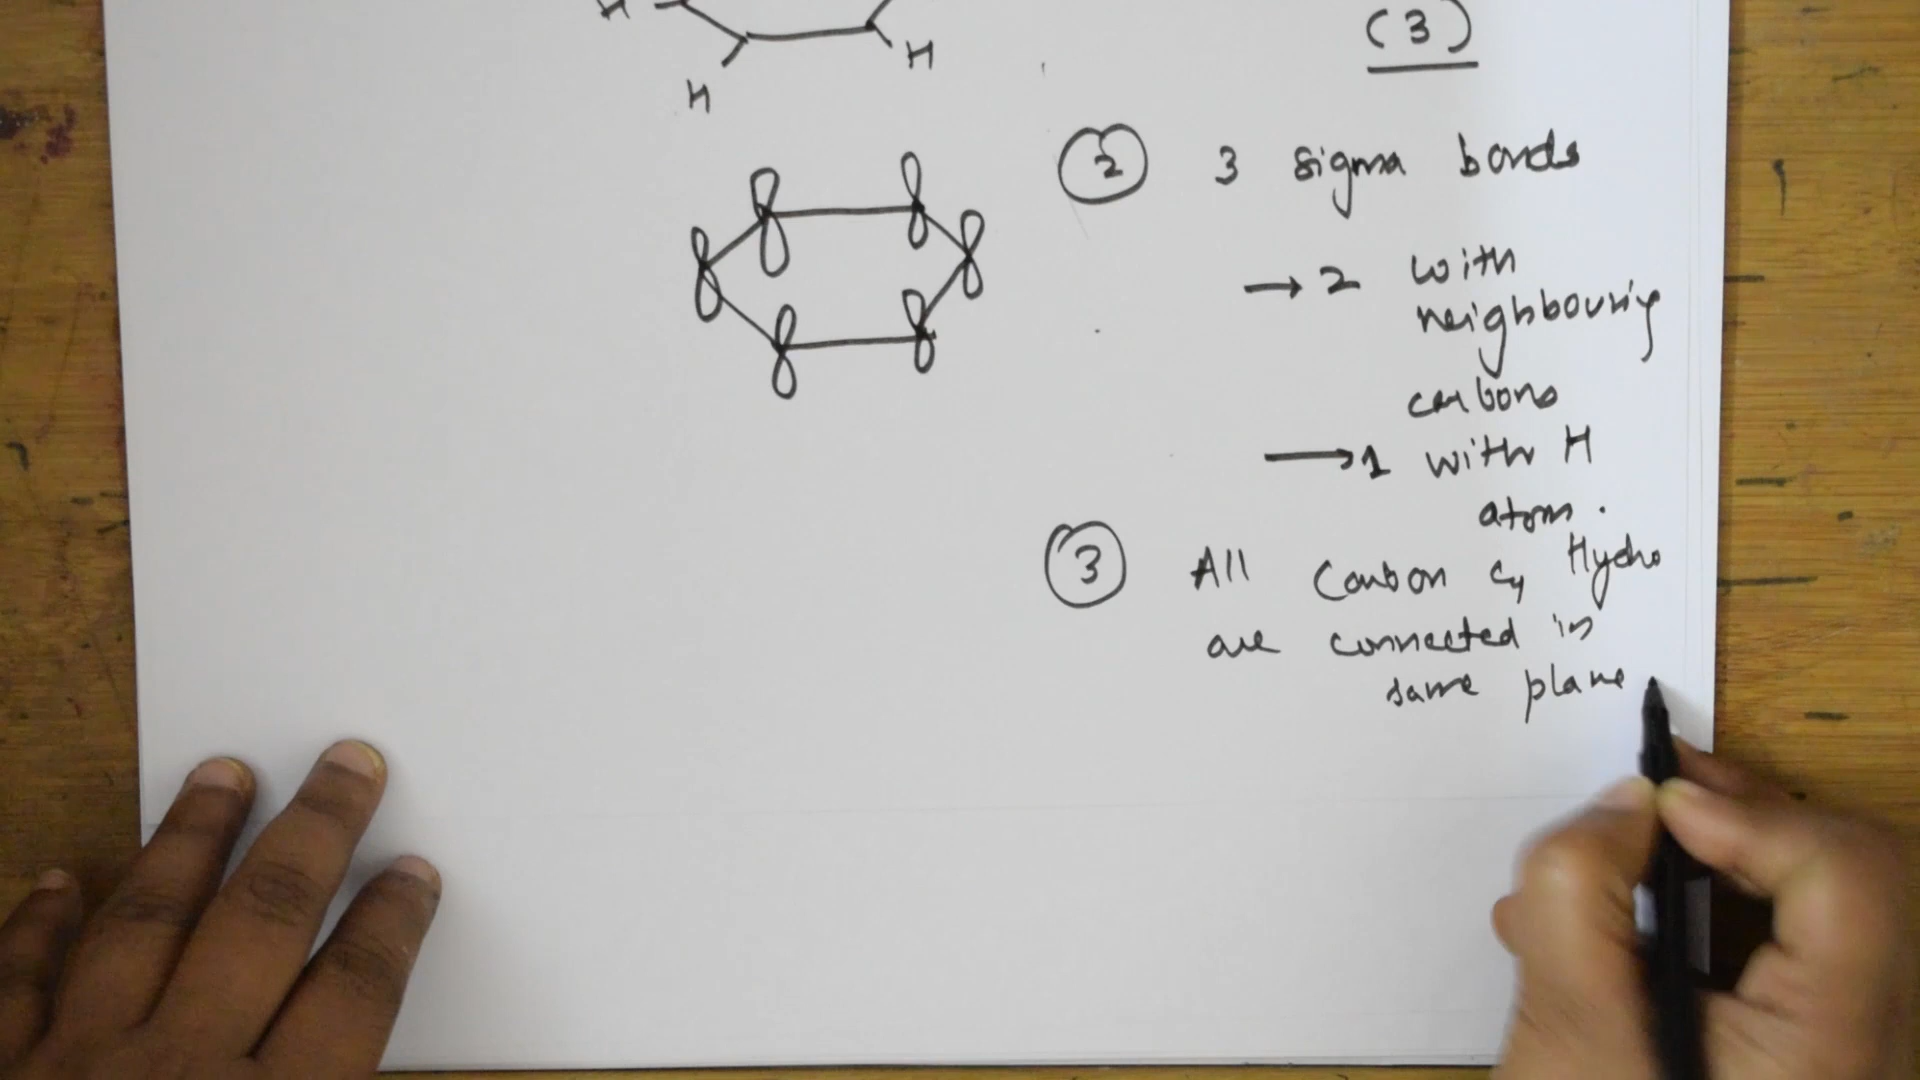 H
H
H
(3)
2 3 sigma bonds
→ 2 with
neighbouring
carbons
→ 1 with H
atom.
3 All Carbon & Hydro
are connected in
same plane